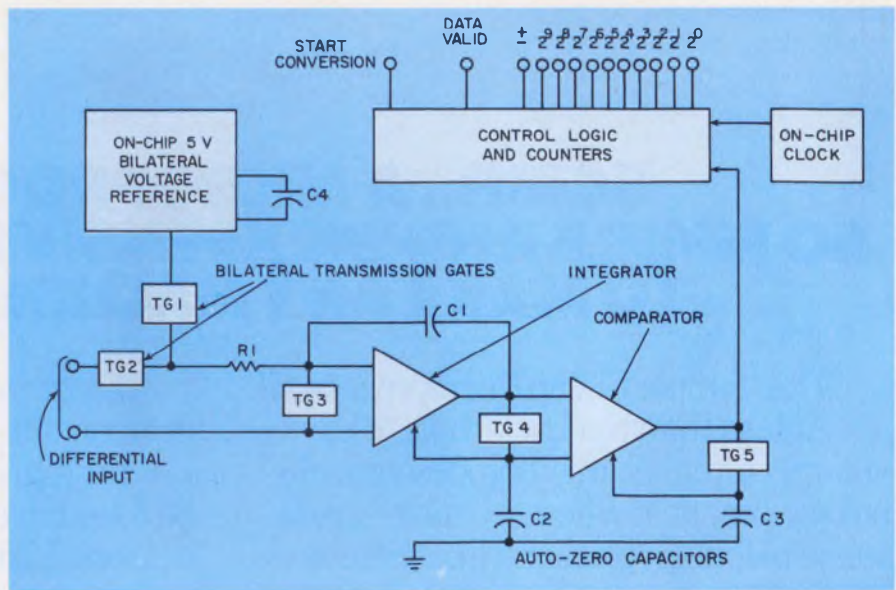 START
CONVERSION
DATA
VALID
+
-
2⁹ 2⁸ 2⁷ 2⁶ 2⁵ 2⁴ 2³ 2² 2¹ 2⁰
ON-CHIP 5 V
BILATERAL
VOLTAGE
REFERENCE
C4
CONTROL LOGIC
AND COUNTERS
ON-CHIP
CLOCK
BILATERAL TRANSMISSION GATES
INTEGRATOR
TG1
C1
COMPARATOR
TG2
R1
TG3
TG4
TG5
DIFFERENTIAL
INPUT
C2
C3
AUTO-ZERO CAPACITORS